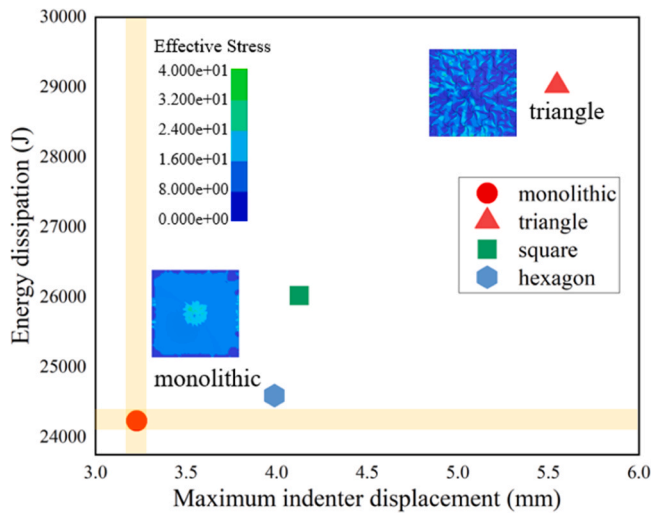 30000
29000
28000
27000
26000
25000
24000
Energy dissipation (J)
Effective Stress
4.000e+01
3.200e+01
2.400e+01
1.600e+01
8.000e+00
0.000e+00
triangle
monolithic
triangle
square
hexagon
monolithic
3.0
3.5
4.0
4.5
5.0
5.5
6.0
Maximum indenter displacement (mm)